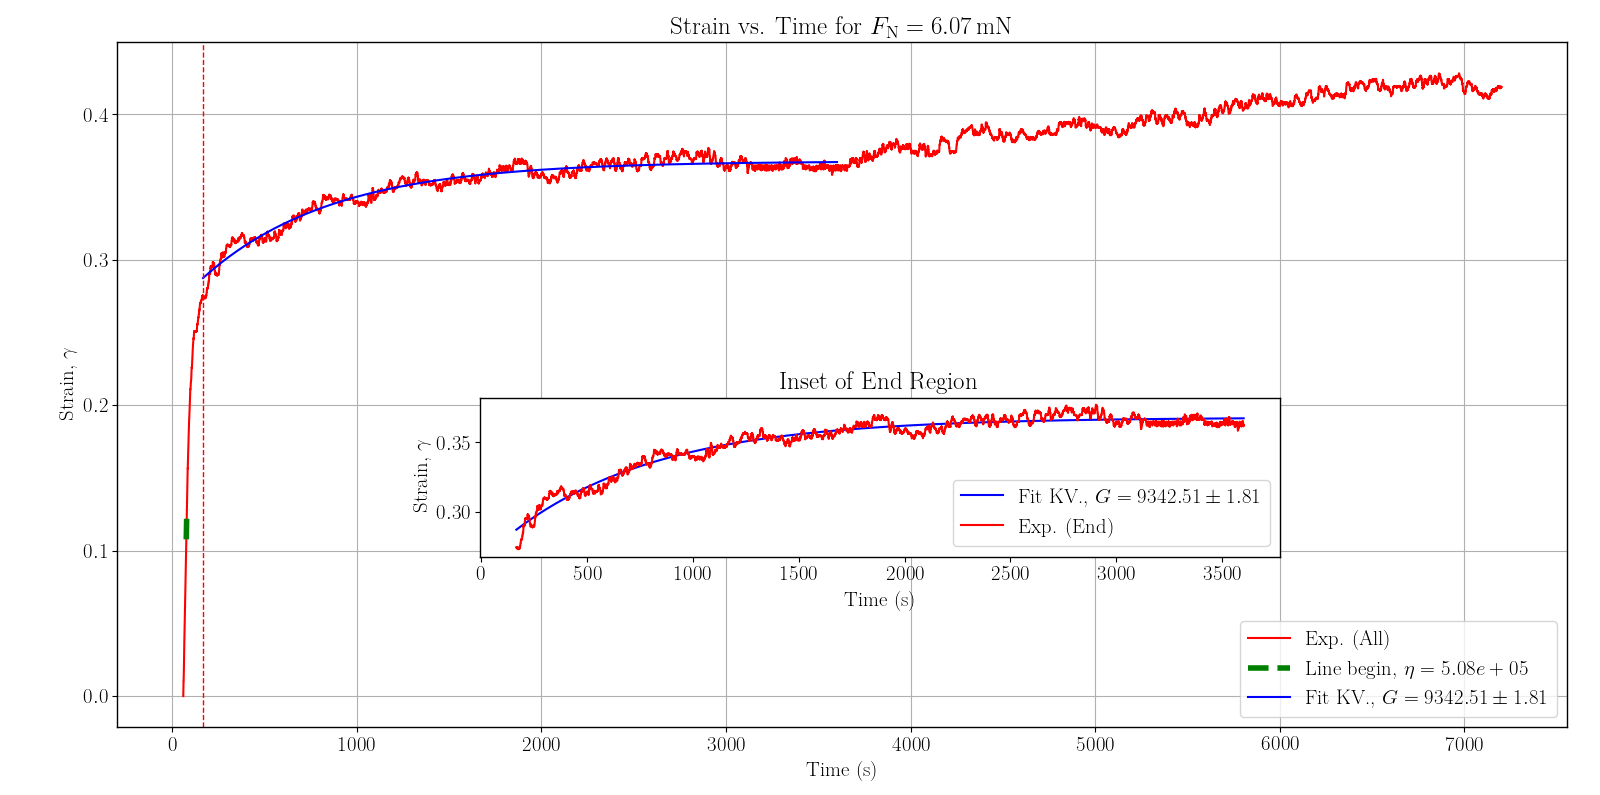 Strain vs. Time for F_N = 6.07 mN
Strain, γ
0.4
0.3
0.2
0.1
0.0
Inset of End Region
Strain, γ
0.35
0.30
Fit KV., G = 9342.51 ± 1.81
Exp. (End)
0 500 1000 1500 2000 2500 3000 3500
Time (s)
Exp. (All)
Line begin, η = 5.08e + 05
Fit KV., G = 9342.51 ± 1.81
0 1000 2000 3000 4000 5000 6000 7000
Time (s)